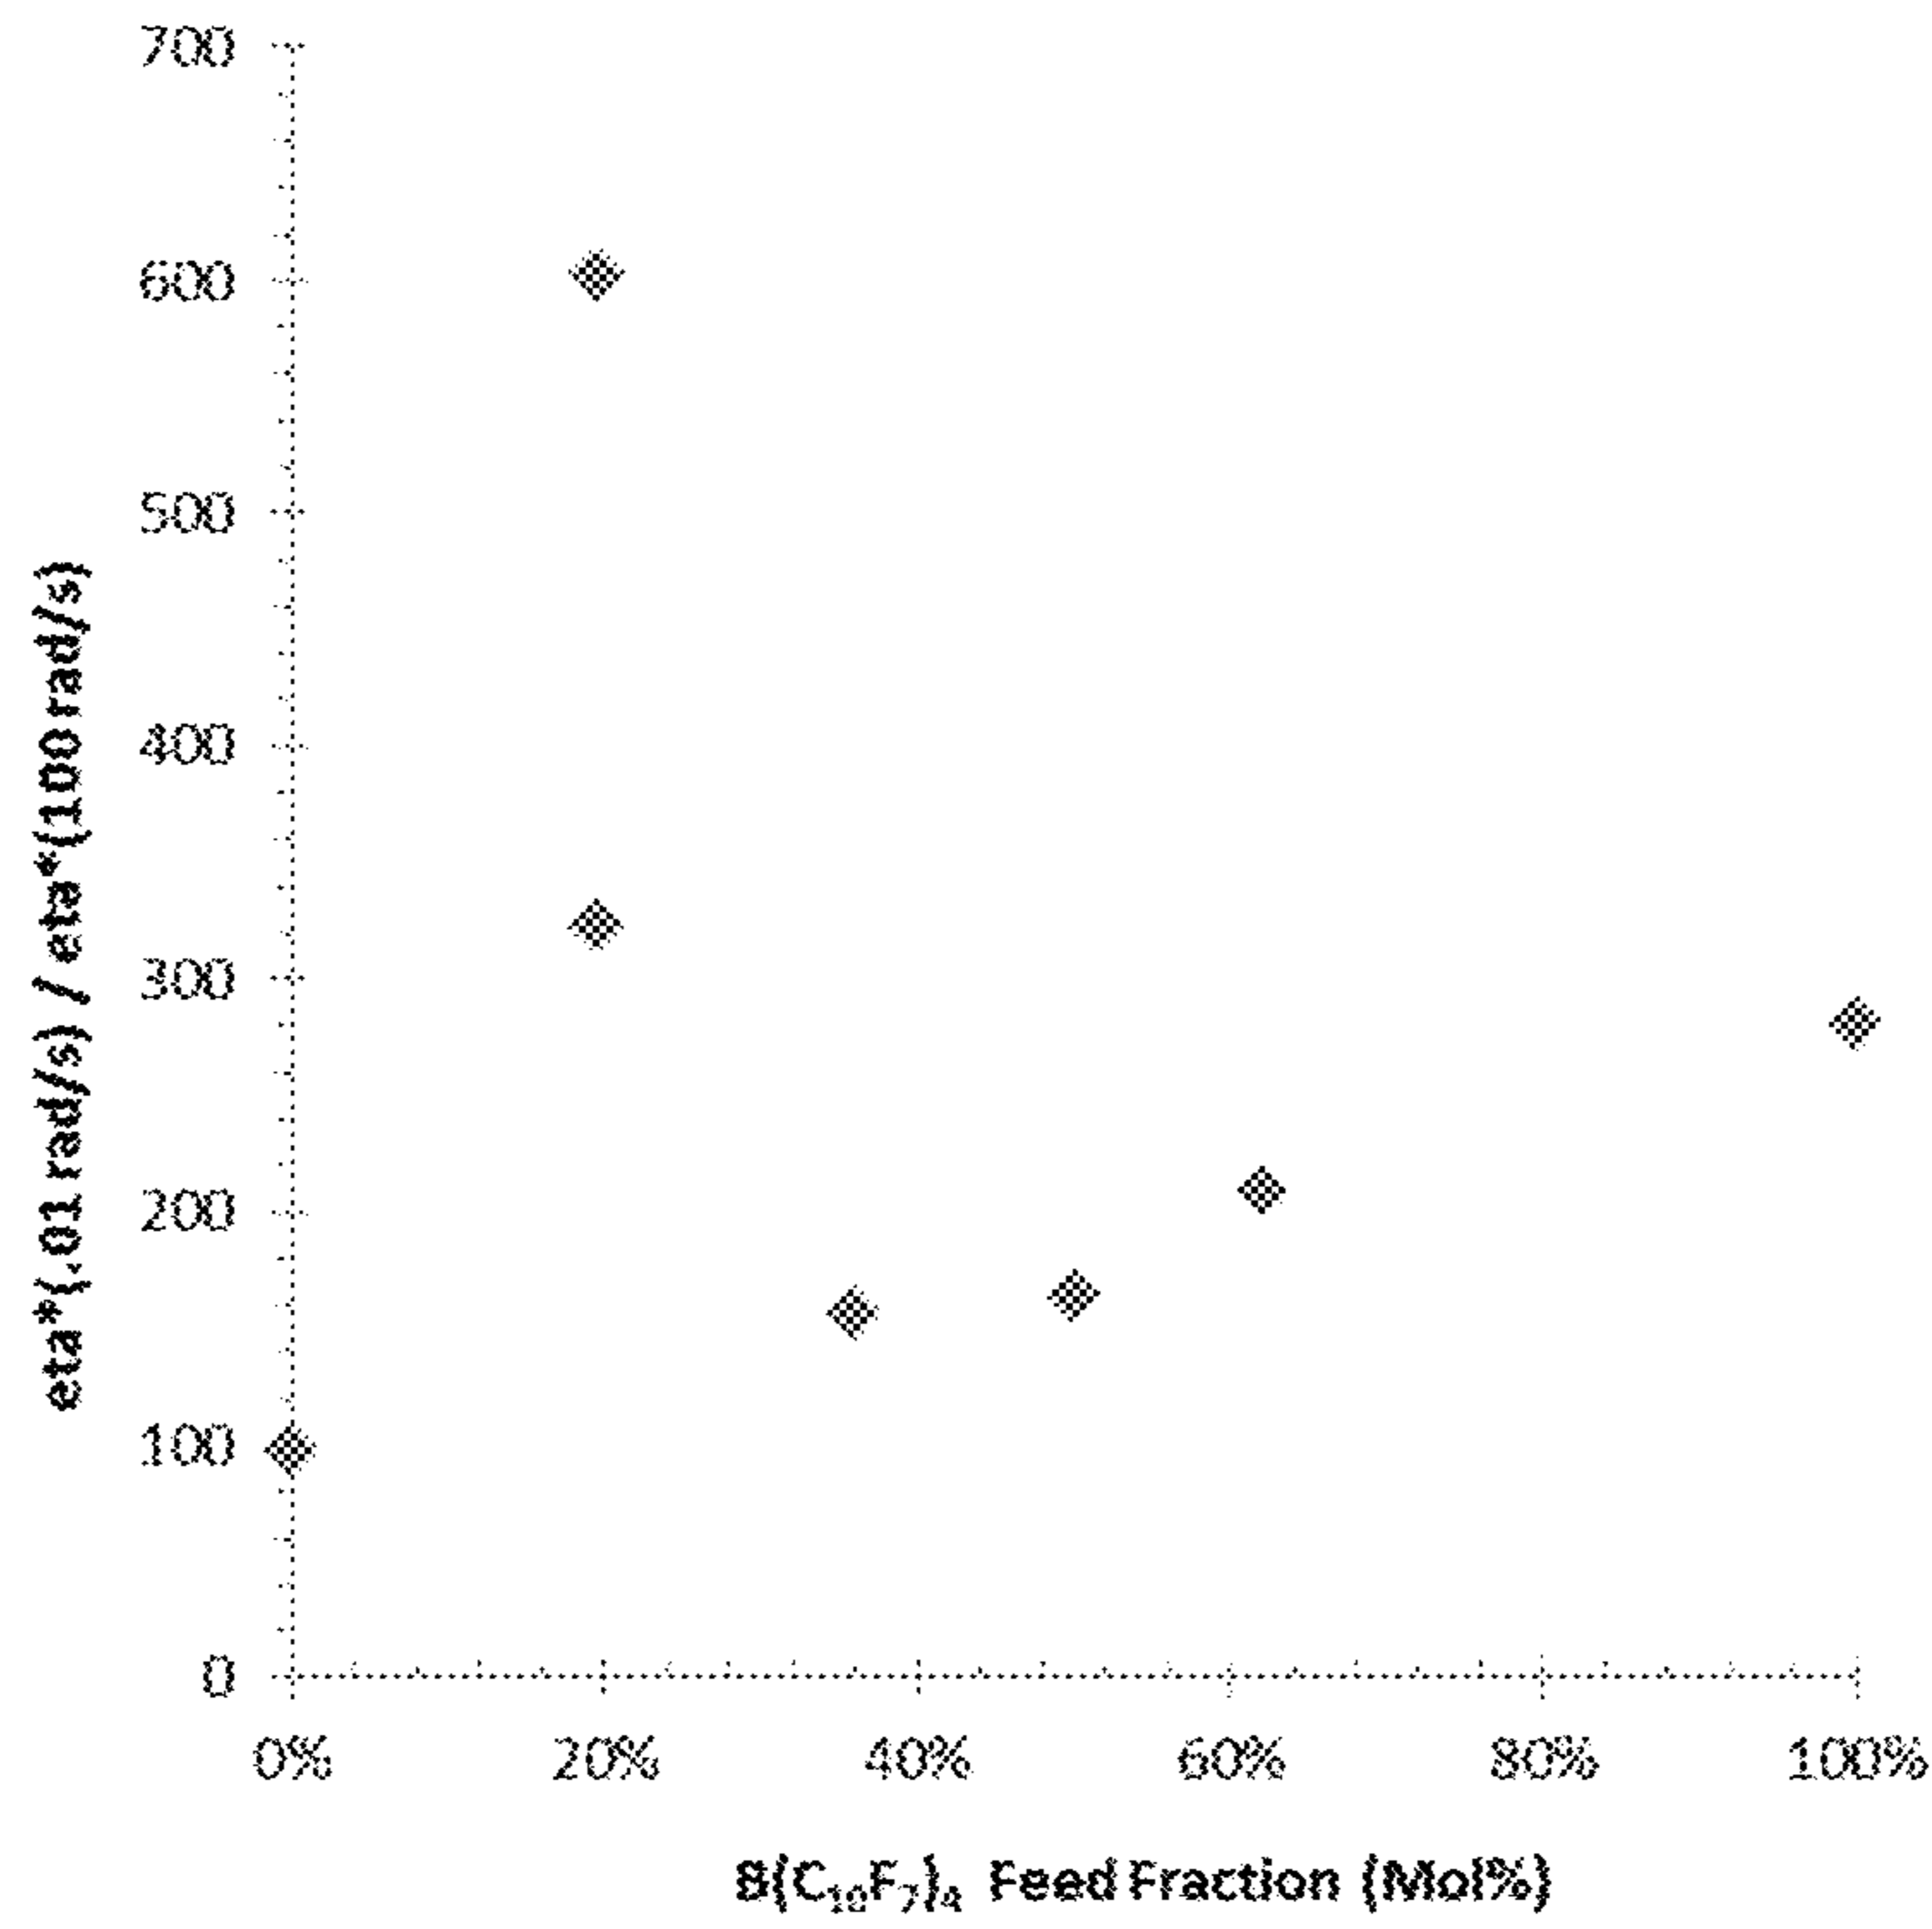 700
600
500
400
300
200
100
0
eta*(.01 rad/s) / eta*(100 rad/s)
0% 20% 40% 60% 80% 100%
B(C₁₀F₇)₄ Feed Fraction (Mol%)